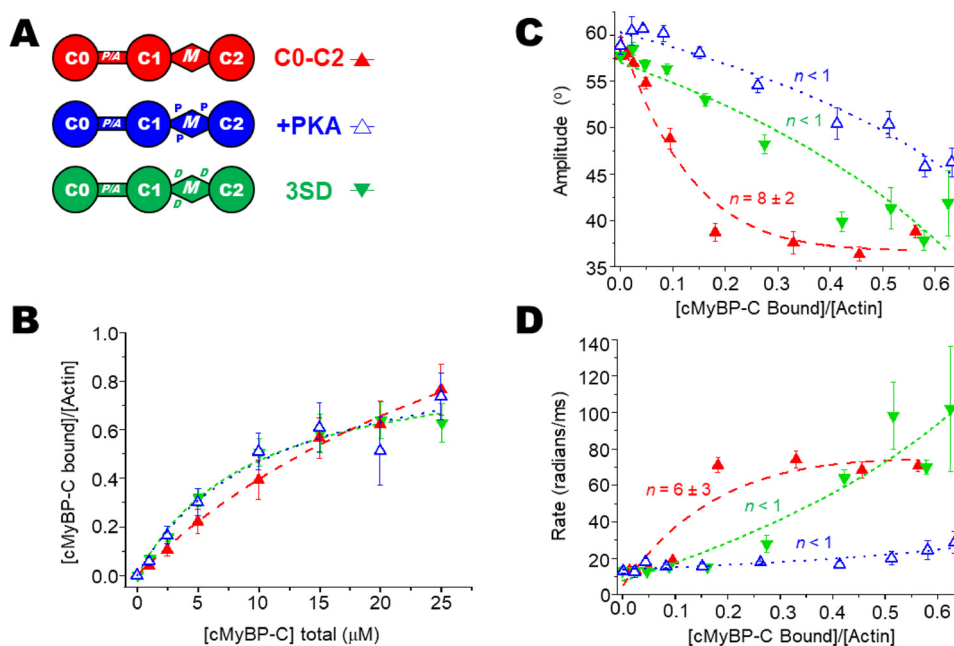 A
C0 P/A C1 M C2 C0-C2
P P
C0 P/A C1 M C2 +PKA
P
D D
C0 P/A C1 M C2 3SD
D
B
[cMyBP-C bound]/[Actin]
1.0
0.8
0.6
0.4
0.2
0.0
0 5 10 15 20 25
[cMyBP-C] total (μM)
C
Amplitude (°)
60
55
50
45
40
35
n < 1
n < 1
n = 8 ± 2
0.0 0.1 0.2 0.3 0.4 0.5 0.6
[cMyBP-C Bound]/[Actin]
D
Rate (radians/ms)
140
120
100
80
60
40
20
0
n = 6 ± 3
n < 1
n < 1
0.0 0.1 0.2 0.3 0.4 0.5 0.6
[cMyBP-C Bound]/[Actin]